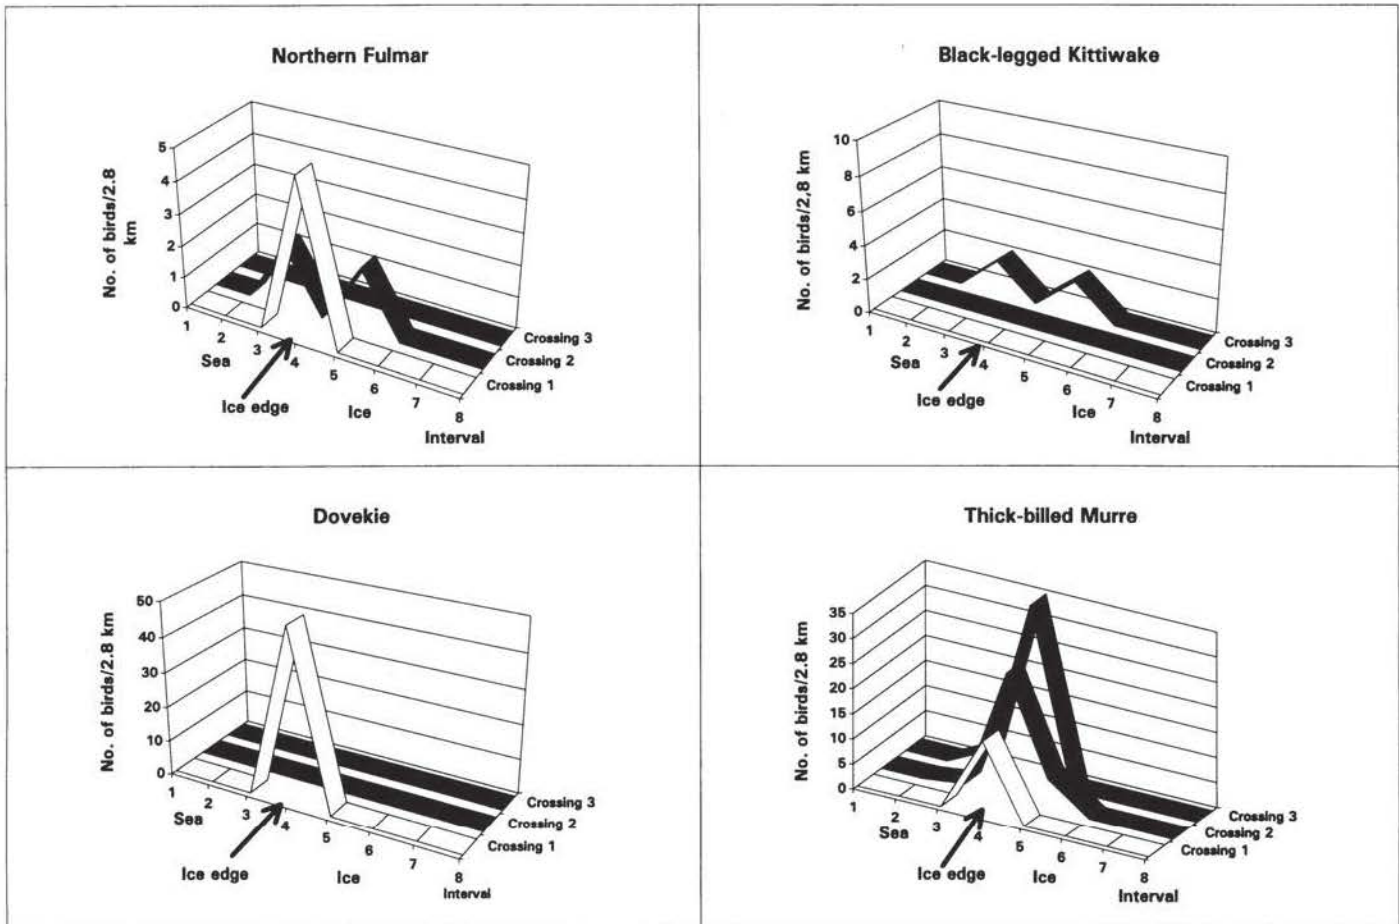 Northern Fulmar
No. of birds/2.8
km
5
4
3
2
1
0
1
2
3
4
5
6
7
8
Sea
Ice
Ice edge
Interval
Crossing 3
Crossing 2
Crossing 1
Black-legged Kittiwake
No. of birds/2,8 km
10
8
6
4
2
0
1
2
3
4
5
6
7
8
Sea
Ice
Ice edge
Interval
Crossing 3
Crossing 2
Crossing 1
Dovekie
No. of birds/2.8 km
50
40
30
20
10
0
1
2
3
4
5
6
7
8
Sea
Ice
Ice edge
Interval
Crossing 3
Crossing 2
Crossing 1
Thick-billed Murre
No. of birds/2.8 km
35
30
25
20
15
10
5
0
1
2
3
4
5
6
7
8
Sea
Ice
Ice edge
Interval
Crossing 3
Crossing 2
Crossing 1